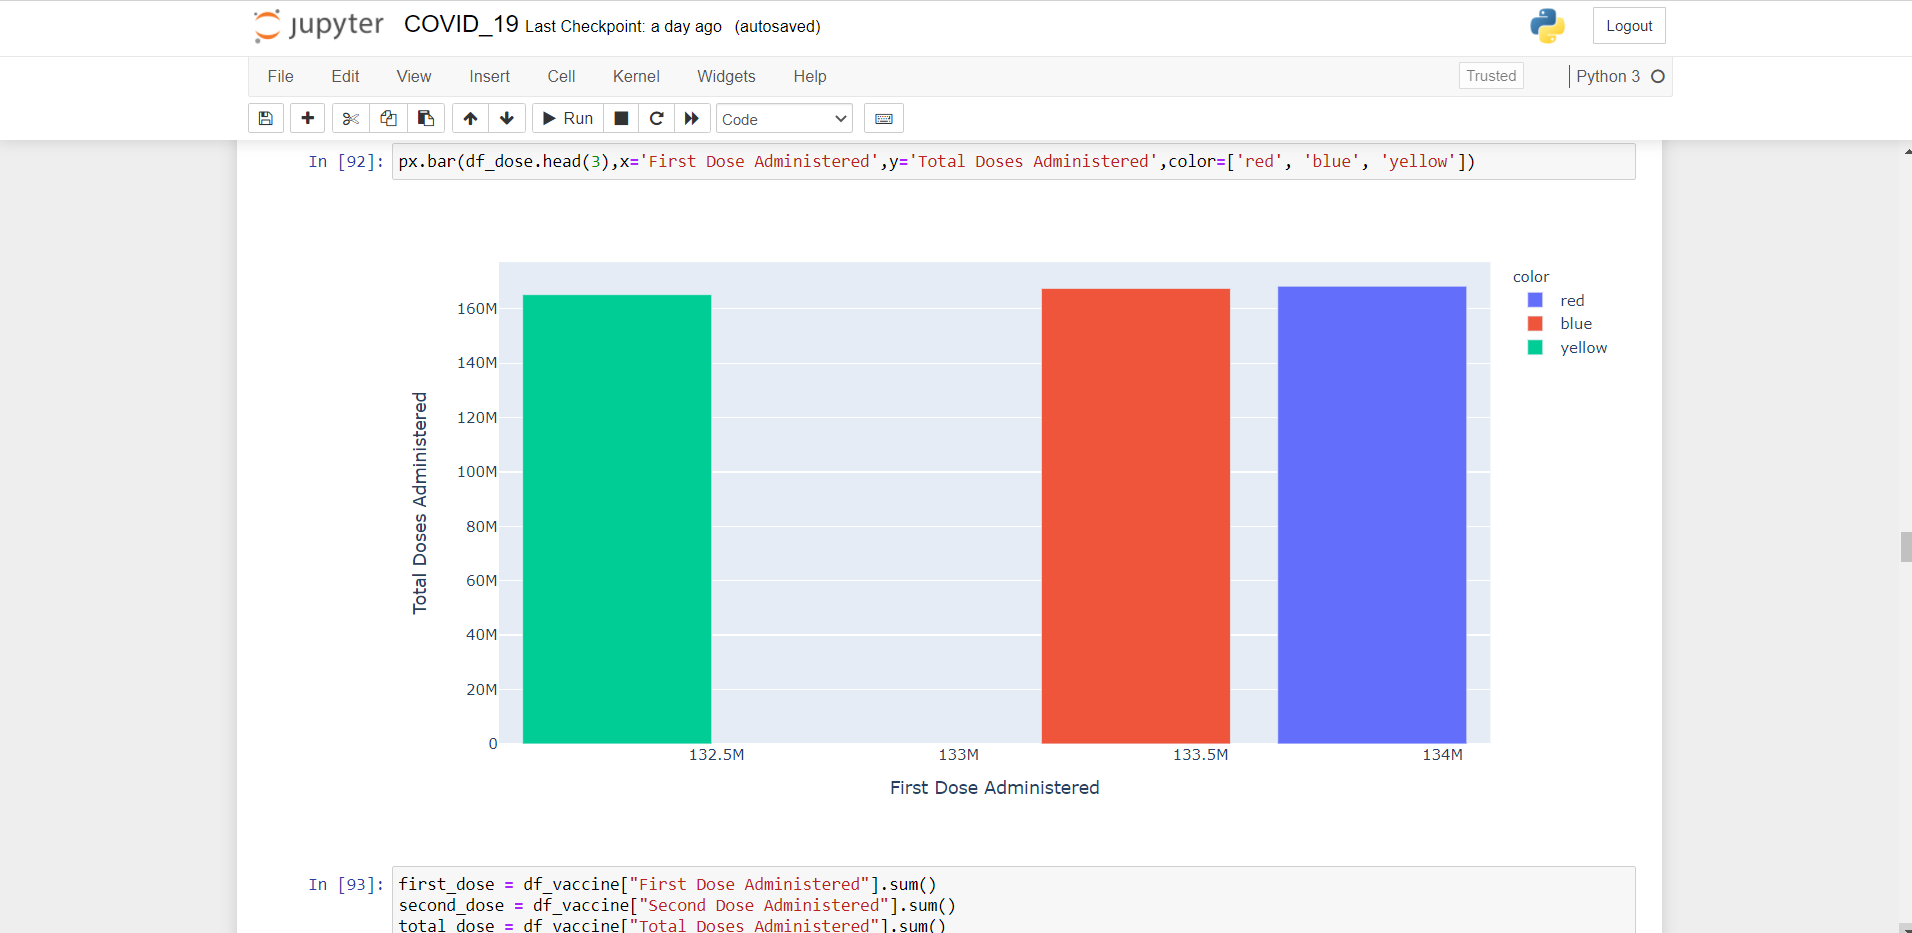 jupyter COVID_19 Last Checkpoint: a day ago (autosaved) Logout
File Edit View Insert Cell Kernel Widgets Help Trusted Python 3
Run Code
In [92]: px.bar(df_dose.head(3),x='First Dose Administered',y='Total Doses Administered',color=['red', 'blue', 'yellow'])
color
red
blue
yellow
Total Doses Administered
160M
140M
120M
100M
80M
60M
40M
20M
0
132.5M 133M 133.5M 134M
First Dose Administered
In [93]: first_dose = df_vaccine["First Dose Administered"].sum()
second_dose = df_vaccine["Second Dose Administered"].sum()
total_dose = df_vaccine["Total Doses Administered"].sum()